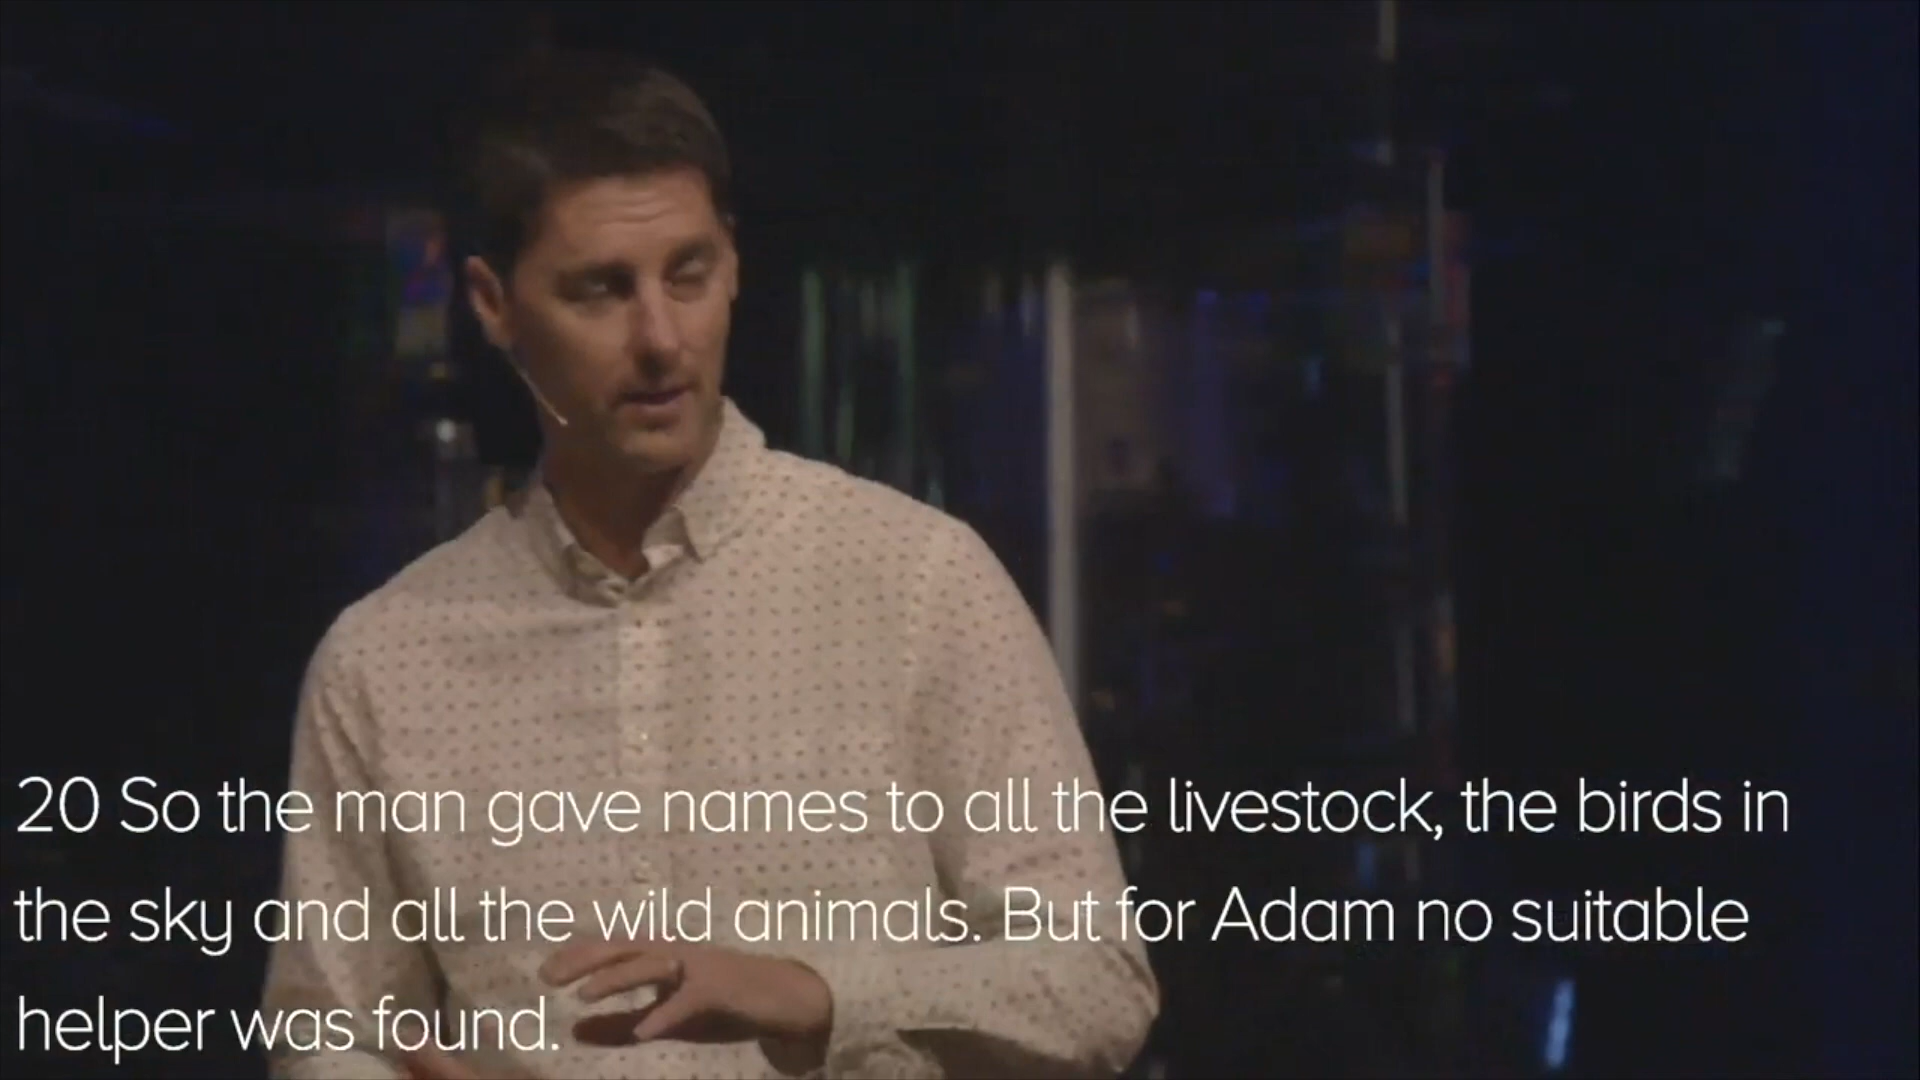 20 So the man gave names to all the livestock, the birds in
the sky and all the wild animals. But for Adam no suitable
helper was found.